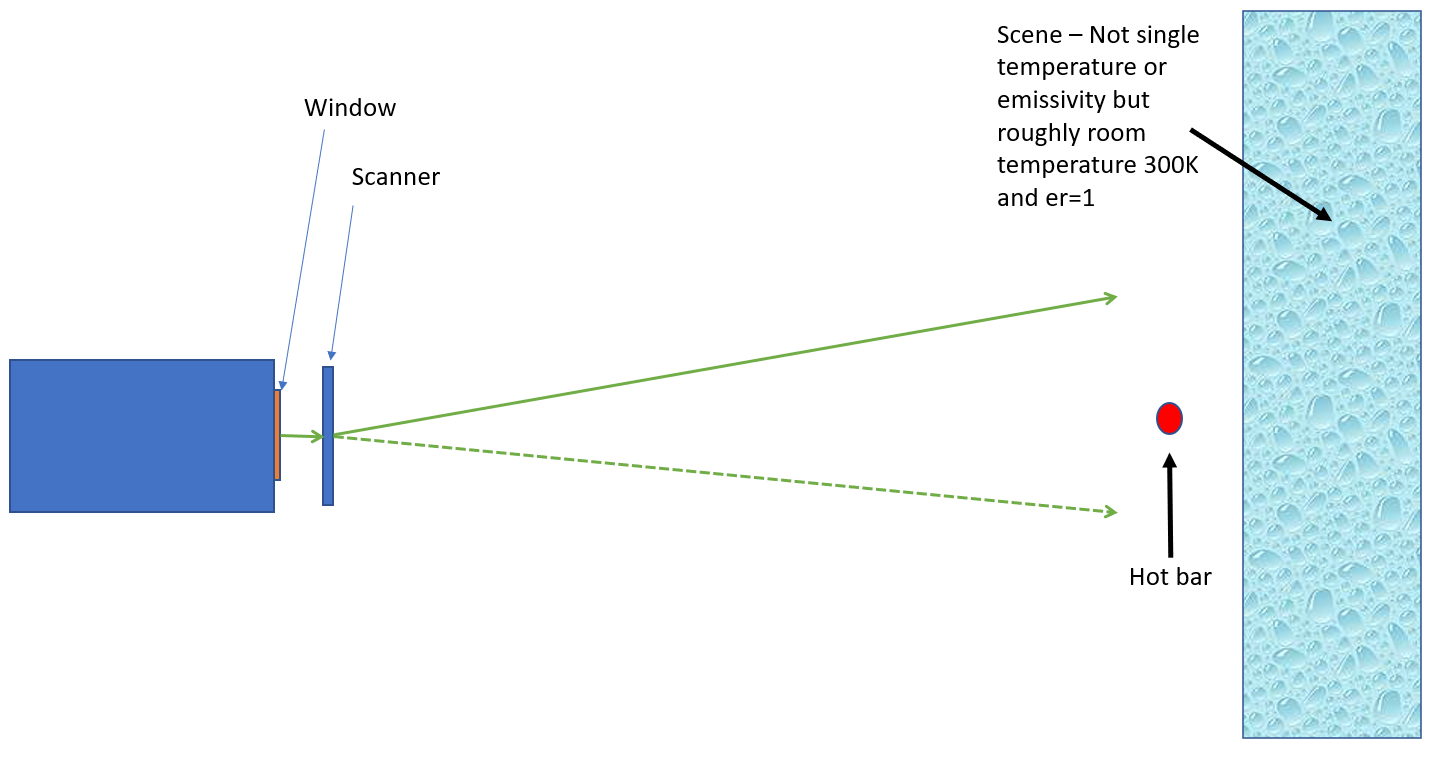 Scene – Not single
temperature or
emissivity but
roughly room
temperature 300K
and er=1
Window
Scanner
Hot bar